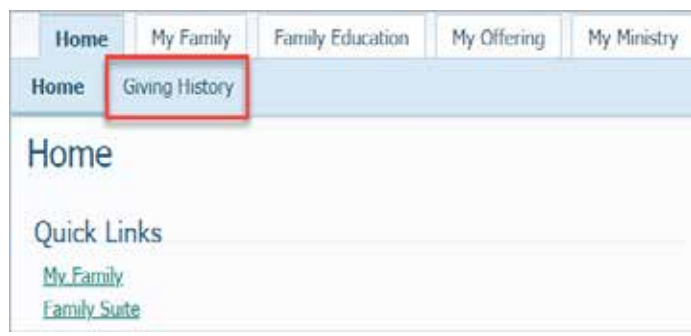 Home My Family Family Education My Offering My Ministry
Home Giving History
Home
Quick Links
My Family
Family Suite